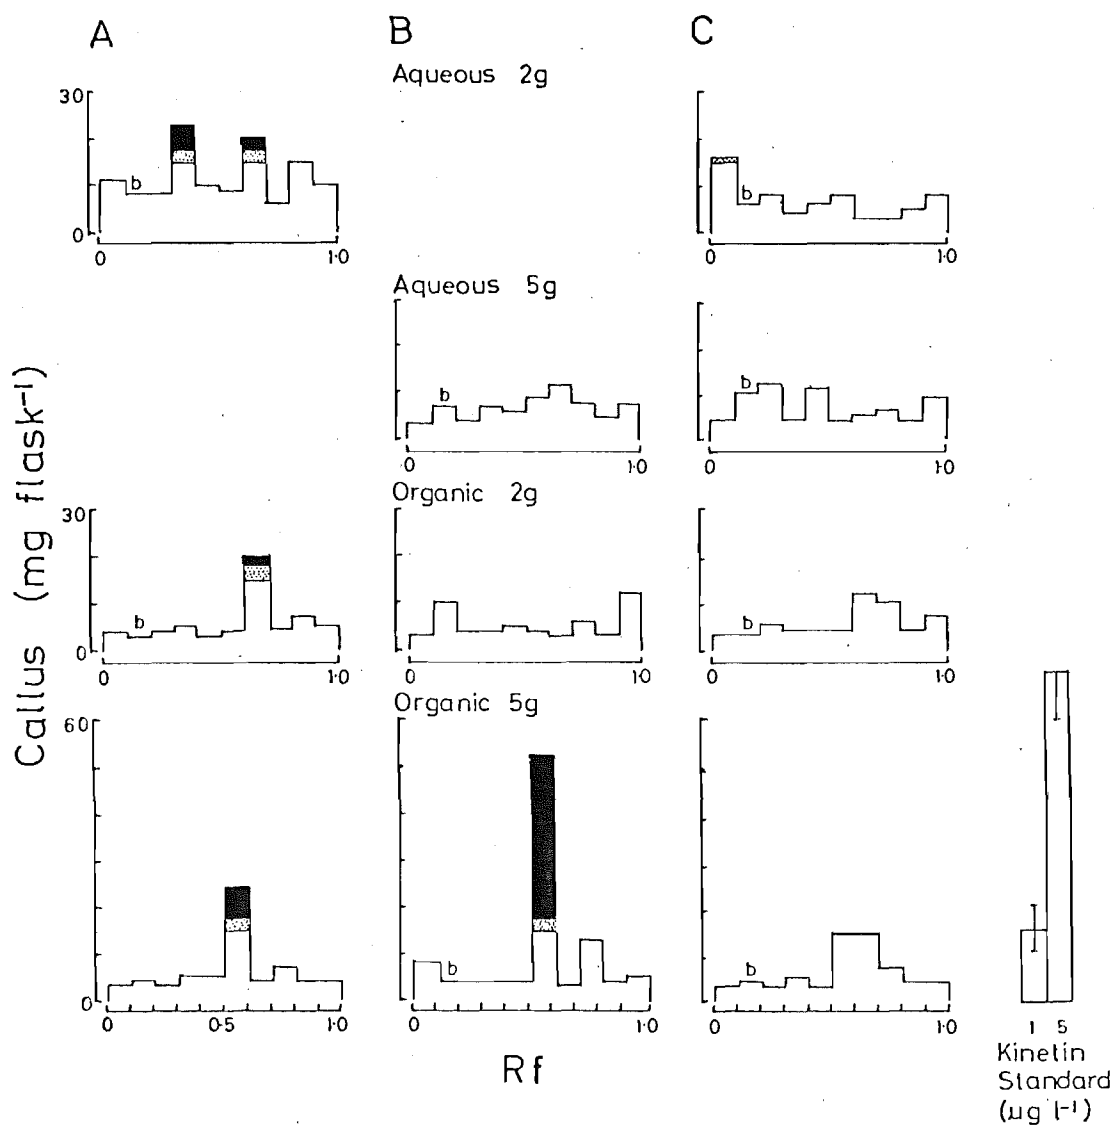 A B C
Aqueous 2g
30
b
b
0
0 1·0
0 1·0
Aqueous 5g
b
b
0 1·0
0 1·0
Organic 2g
30
b
b
0
0 1·0
0 1·0
0 1·0
Organic 5g
60
b
b
0
0 0·5 1·0
0 1·0
0 1·0
Callus (mg flask⁻¹)
Rf
1 5
Kinetin
Standard
(µg l⁻¹)